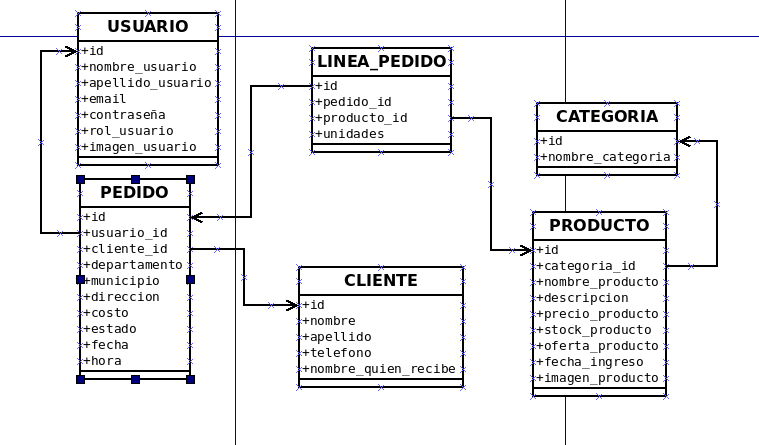 USUARIO
+id
+nombre_usuario
+apellido_usuario
+email
+contraseña
+rol_usuario
+imagen_usuario
PEDIDO
+id
+usuario_id
+cliente_id
+departamento
+municipio
+direccion
+costo
+estado
+fecha
+hora
LINEA_PEDIDO
+id
+pedido_id
+producto_id
+unidades
CLIENTE
+id
+nombre
+apellido
+telefono
+nombre_quien_recibe
CATEGORIA
+id
+nombre_categoria
PRODUCTO
+id
+categoria_id
+nombre_producto
+descripcion
+precio_producto
+stock_producto
+oferta_producto
+fecha_ingreso
+imagen_producto